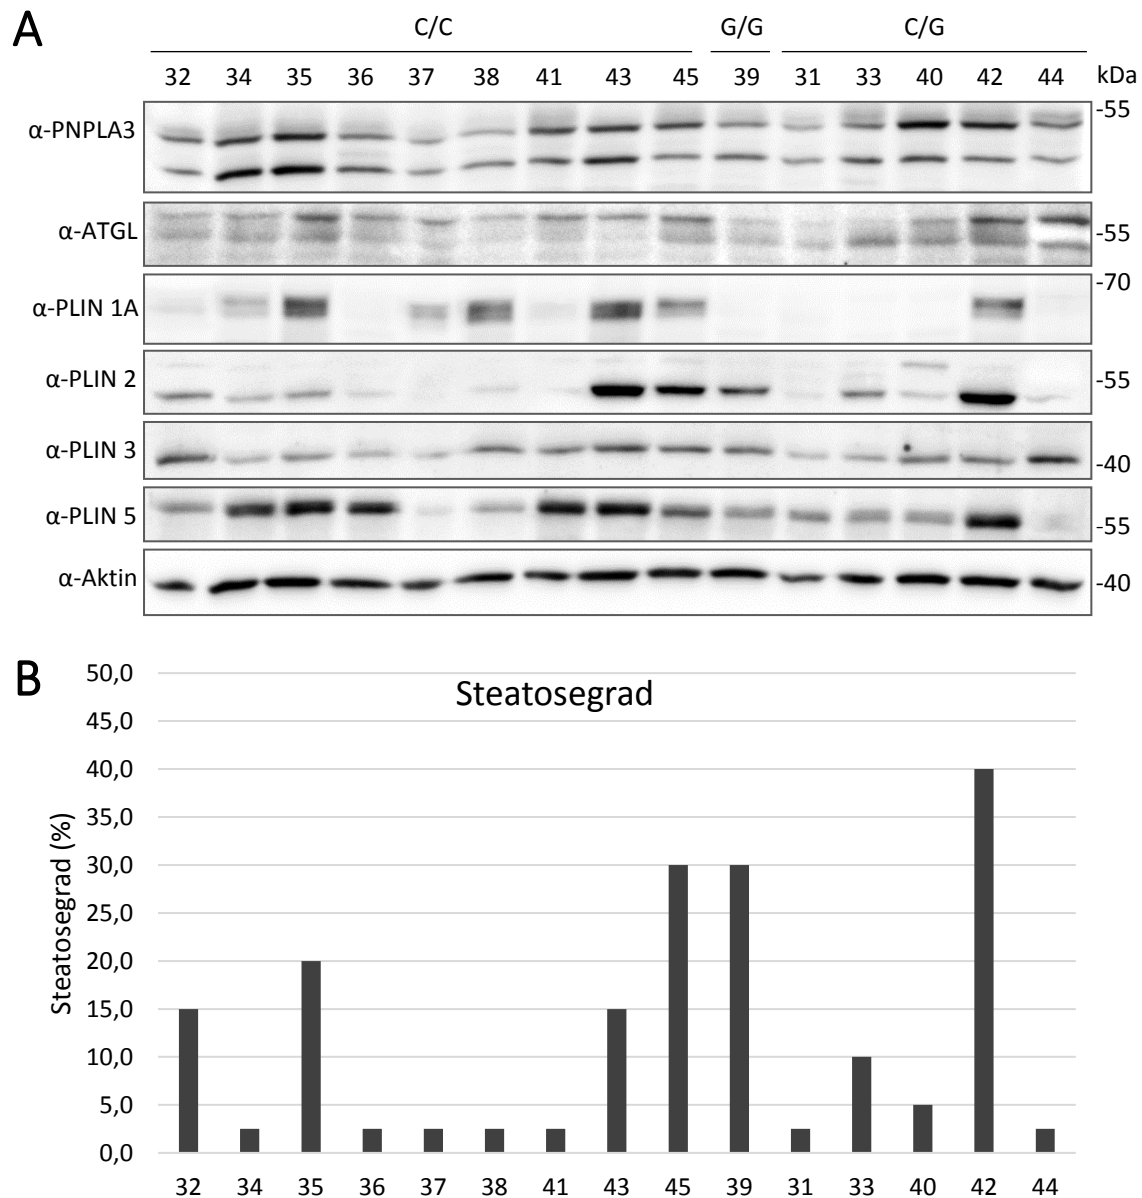 A
C/C G/G C/G
32 34 35 36 37 38 41 43 45 39 31 33 40 42 44 kDa
α-PNPLA3 -55
α-ATGL -55
α-PLIN 1A -70
α-PLIN 2 -55
α-PLIN 3 -40
α-PLIN 5 -55
α-Aktin -40
B
Steatosegrad
Steatosegrad (%)
50,0
45,0
40,0
35,0
30,0
25,0
20,0
15,0
10,0
5,0
0,0
32 34 35 36 37 38 41 43 45 39 31 33 40 42 44